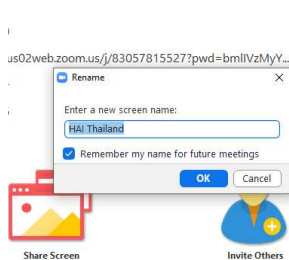 us02web.zoom.us/j/83057815527?pwd=bmlIVzMyY...
Rename
Enter a new screen name:
HAI Thailand
Remember my name for future meetings
OK Cancel
Share Screen Invite Others